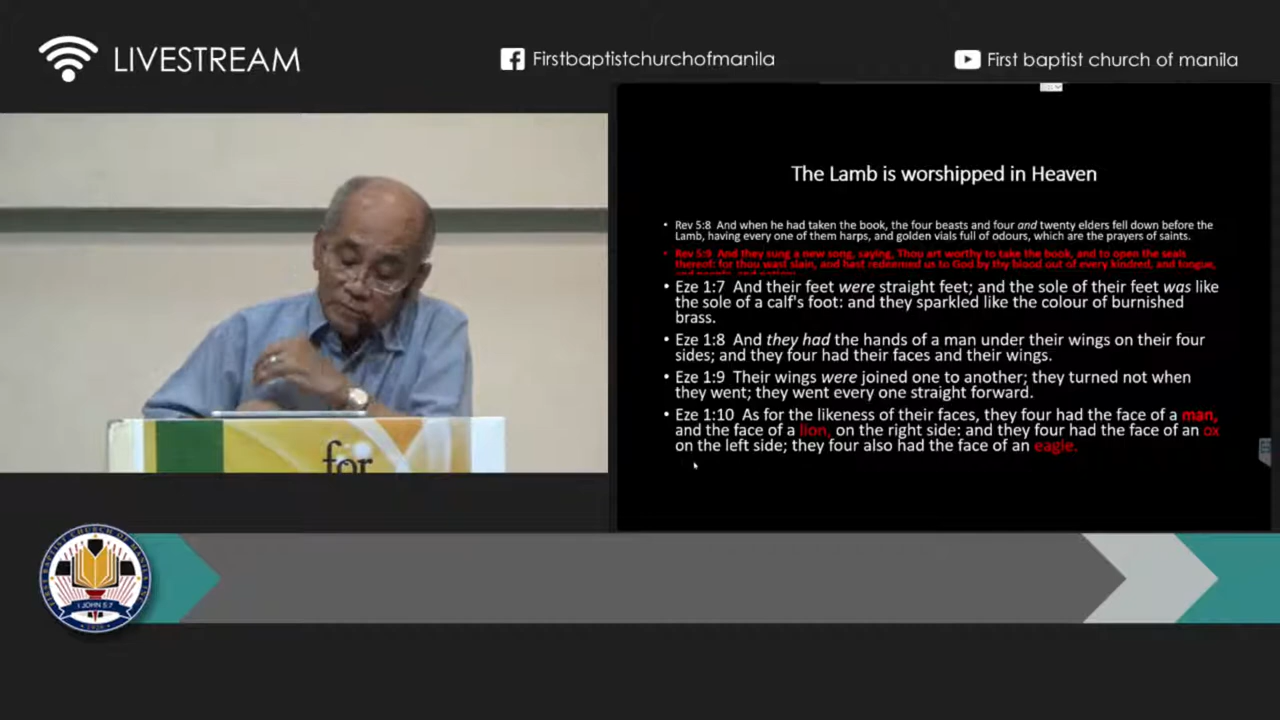 LIVESTREAM
Firstbaptistchurchofmanila
First baptist church of manila
The Lamb is worshipped in Heaven
• Rev 5:8 And when he had taken the book, the four beasts and four and twenty elders fell down before the
Lamb, having every one of them harps, and golden vials full of odours, which are the prayers of saints.
• Rev 5:9 And they sung a new song, saying, Thou art worthy to take the book, and to open the seals
thereof: for thou wast slain, and hast redeemed us to God by thy blood out of every kindred, and tongue,
• Eze 1:7 And their feet were straight feet; and the sole of their feet was like
the sole of a calf's foot: and they sparkled like the colour of burnished
brass.
• Eze 1:8 And they had the hands of a man under their wings on their four
sides; and they four had their faces and their wings.
• Eze 1:9 Their wings were joined one to another; they turned not when
they went; they went every one straight forward.
• Eze 1:10 As for the likeness of their faces, they four had the face of a man,
and the face of a lion, on the right side: and they four had the face of an ox
on the left side; they four also had the face of an eagle.
for
FIRST BAPTIST CHURCH OF MANILA INC
I JOHN 5:7